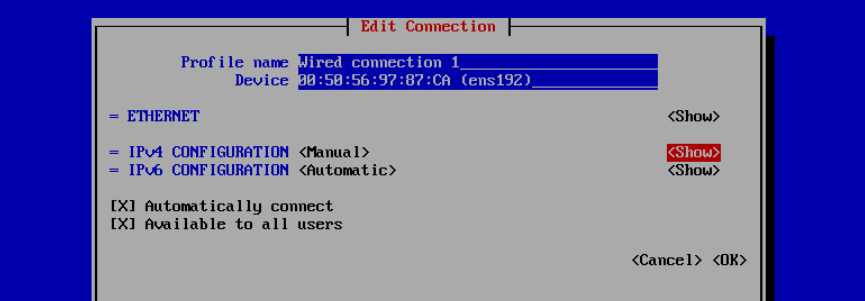 Edit Connection
Profile name Wired connection 1
Device 00:50:56:97:87:CA (ens192)
= ETHERNET <Show>
= IPv4 CONFIGURATION <Manual> <Show>
= IPv6 CONFIGURATION <Automatic> <Show>
[X] Automatically connect
[X] Available to all users
<Cancel> <OK>